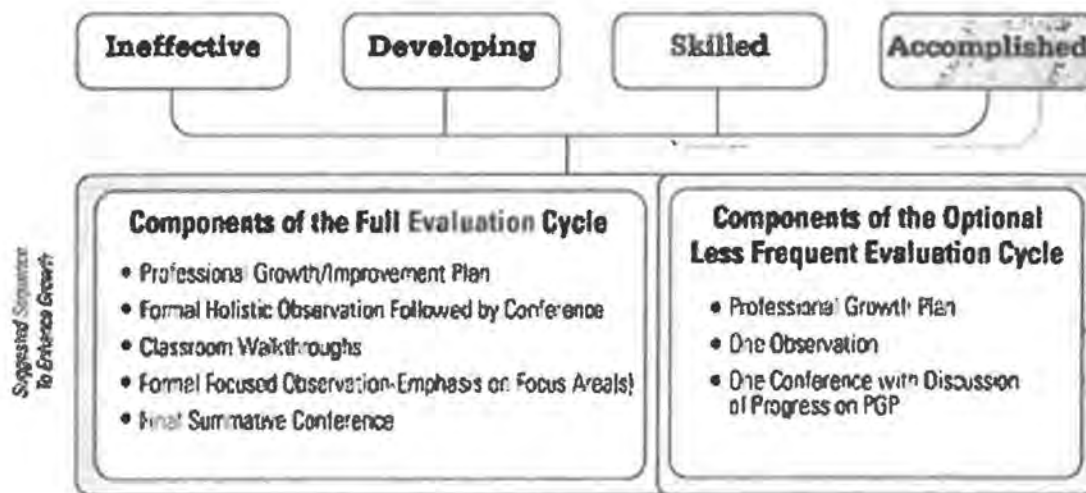 Ineffective
Developing
Skilled
Accomplished
Suggested Sequence
To Enhance Growth
Components of the Full Evaluation Cycle
• Professional Growth/Improvement Plan
• Formal Holistic Observation Followed by Conference
• Classroom Walkthroughs
• Formal Focused Observation-Emphasis on Focus Area(s)
• Final Summative Conference
Components of the Optional
Less Frequent Evaluation Cycle
• Professional Growth Plan
• One Observation
• One Conference with Discussion
of Progress on PGP